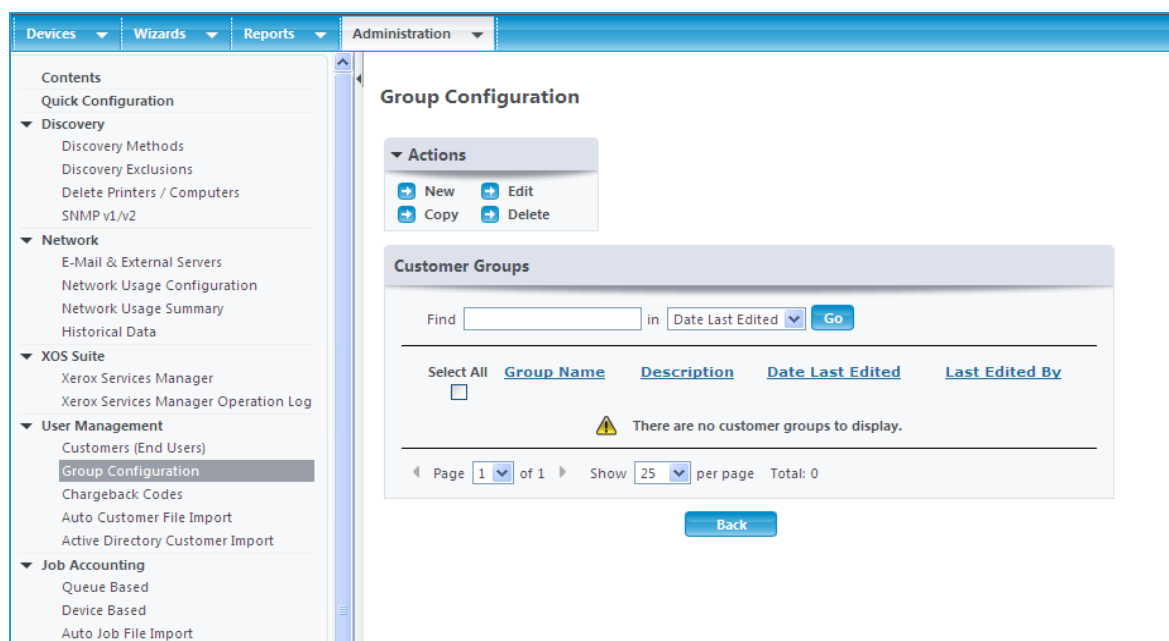 Devices Wizards Reports Administration
Contents
Quick Configuration
Discovery
Discovery Methods
Discovery Exclusions
Delete Printers / Computers
SNMP v1/v2
Network
E-Mail & External Servers
Network Usage Configuration
Network Usage Summary
Historical Data
XOS Suite
Xerox Services Manager
Xerox Services Manager Operation Log
User Management
Customers (End Users)
Group Configuration
Chargeback Codes
Auto Customer File Import
Active Directory Customer Import
Job Accounting
Queue Based
Device Based
Auto Job File Import
Group Configuration
Actions
New Edit
Copy Delete
Customer Groups
Find in Date Last Edited Go
Select All Group Name Description Date Last Edited Last Edited By
There are no customer groups to display.
Page 1 of 1 Show 25 per page Total: 0
Back